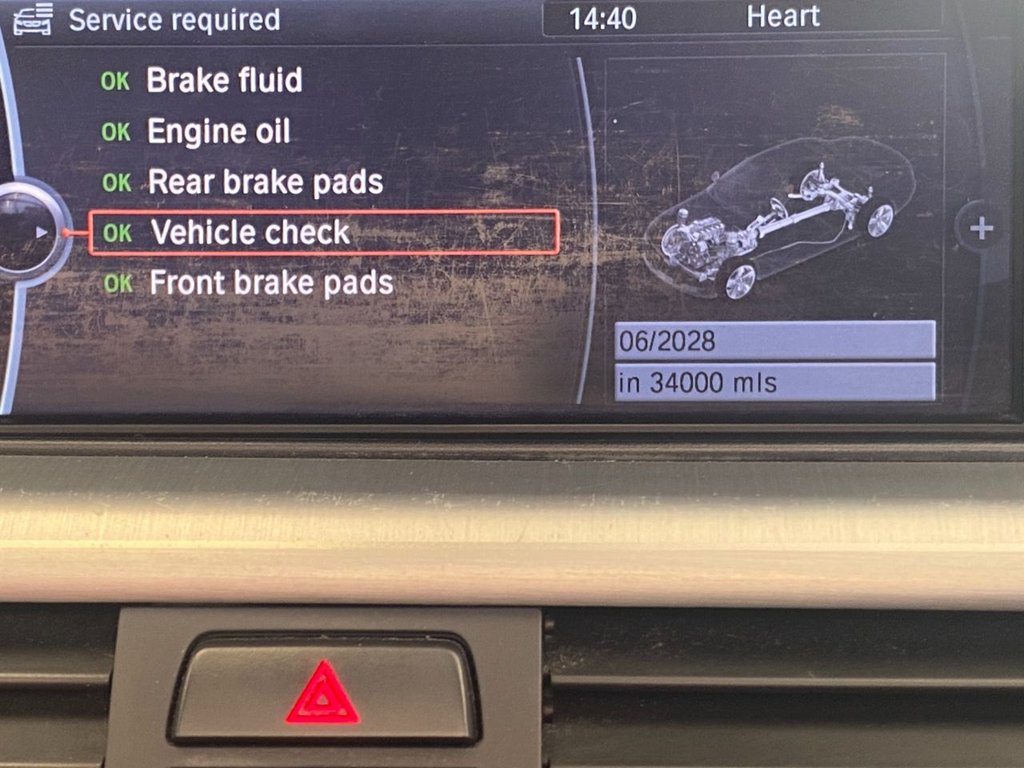 Service required
14:40
Heart
OK Brake fluid
OK Engine oil
OK Rear brake pads
OK Vehicle check
OK Front brake pads
+
06/2028
in 34000 mls